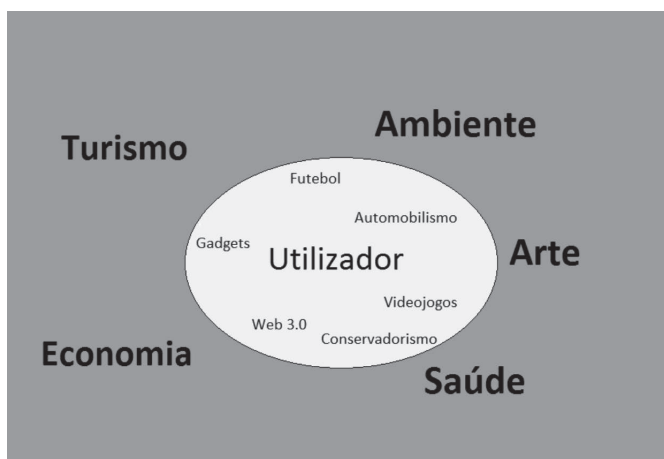 Ambiente
Turismo
Futebol
Automobilismo
Gadgets
Utilizador
Arte
Videojogos
Web 3.0
Conservadorismo
Economia
Saúde